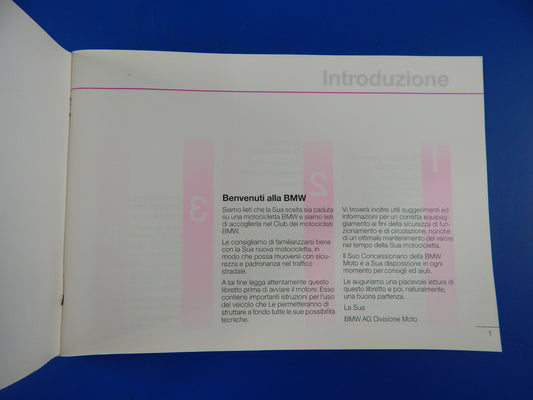 Introduzione
Benvenuti alla BMW
Siamo lieti che la Sua scelta sia caduta
su una motocicletta BMW e siamo lieti
di accoglierla nel Club dei motociclisti
BMW.
Le consigliamo di familiarizzarsi bene
con la Sua nuova motocicletta, in
modo che possa muoversi con sicu-
rezza e padronanza nel traffico
stradale.
A tal fine legga attentamente questo
libretto prima di avviare il motore. Esso
contiene importanti istruzioni per l'uso
del veicolo che Le permetteranno di
sfruttare a fondo tutte le sue possibilità
tecniche.
Vi troverà inoltre utili suggerimenti ed
informazioni per un corretta equipag-
giamento ai fini della sicurezza di fun-
zionamento e di circolazione, nonché
di un ottimale mantenimento del valore
nel tempo della Sua motocicletta.
Il Suo Concessionario della BMW
Moto è a Sua disposizione in ogni
momento per consigli ed aiuti.
Le auguriamo una piacevole lettura di
questo libretto e poi, naturalmente,
una buona partenza.
La Sua
BMW AG Divisione Moto
1